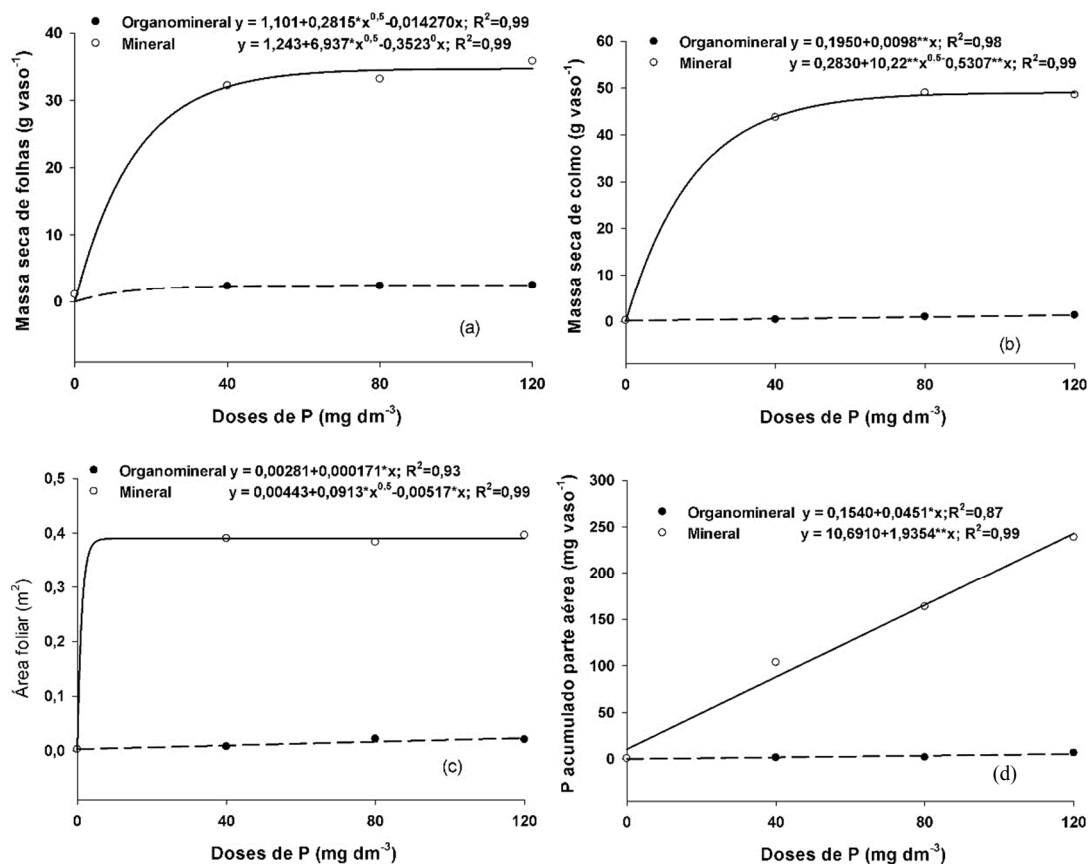 Organomineral y = 1,101+0,2815*x^0,5-0,014270x; R²=0,99
Mineral y = 1,243+6,937*x^0,5-0,3523⁰x; R²=0,99
Massa seca de folhas (g vaso⁻¹)
40
30
20
10
0
(a)
0 40 80 120
Doses de P (mg dm⁻³)
Organomineral y = 0,1950+0,0098**x; R²=0,98
Mineral y = 0,2830+10,22**x^0,5-0,5307**x; R²=0,99
Massa seca de colmo (g vaso⁻¹)
60
50
40
30
20
10
0
(b)
0 40 80 120
Doses de P (mg dm⁻³)
Organomineral y = 0,00281+0,000171*x; R²=0,93
Mineral y = 0,00443+0,0913*x^0,5-0,00517*x; R²=0,99
Área foliar (m²)
0,5
0,4
0,3
0,2
0,1
0,0
(c)
0 40 80 120
Doses de P (mg dm⁻³)
Organomineral y = 0,1540+0,0451*x;R²=0,87
Mineral y = 10,6910+1,9354**x; R²=0,99
P acumulado parte aérea (mg vaso⁻¹)
300
250
200
150
100
50
0
(d)
0 40 80 120
Doses de P (mg dm⁻³)